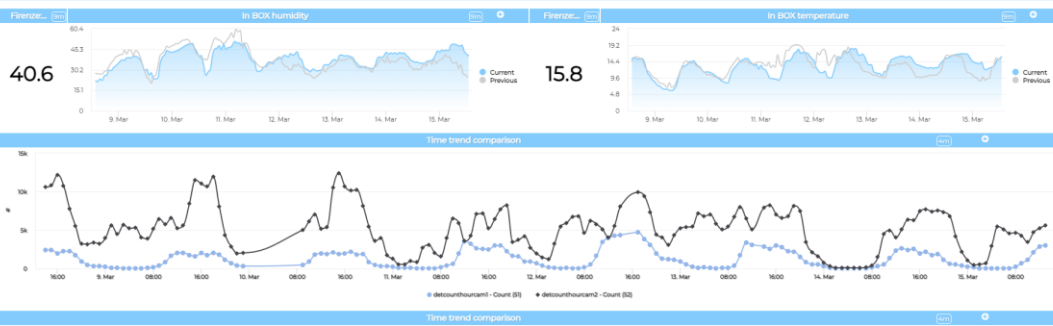 Firenze:... 9m In BOX humidity 9m Firenze:... 9m In BOX temperature 9m
40.6
60.4
45.3
30.2
15.1
0
9. Mar 10. Mar 11. Mar 12. Mar 13. Mar 14. Mar 15. Mar
Current
Previous
15.8
24
19.2
14.4
9.6
4.8
0
9. Mar 10. Mar 11. Mar 12. Mar 13. Mar 14. Mar 15. Mar
Current
Previous
Time trend comparison 4m
15k
10k
5k
0
#
16:00 9. Mar 08:00 16:00 10. Mar 08:00 16:00 11. Mar 08:00 16:00 12. Mar 08:00 16:00 13. Mar 08:00 16:00 14. Mar 08:00 16:00 15. Mar 08:00
detcounthourcam1 - Count (S1) detcounthourcam2 - Count (S2)
Time trend comparison 4m